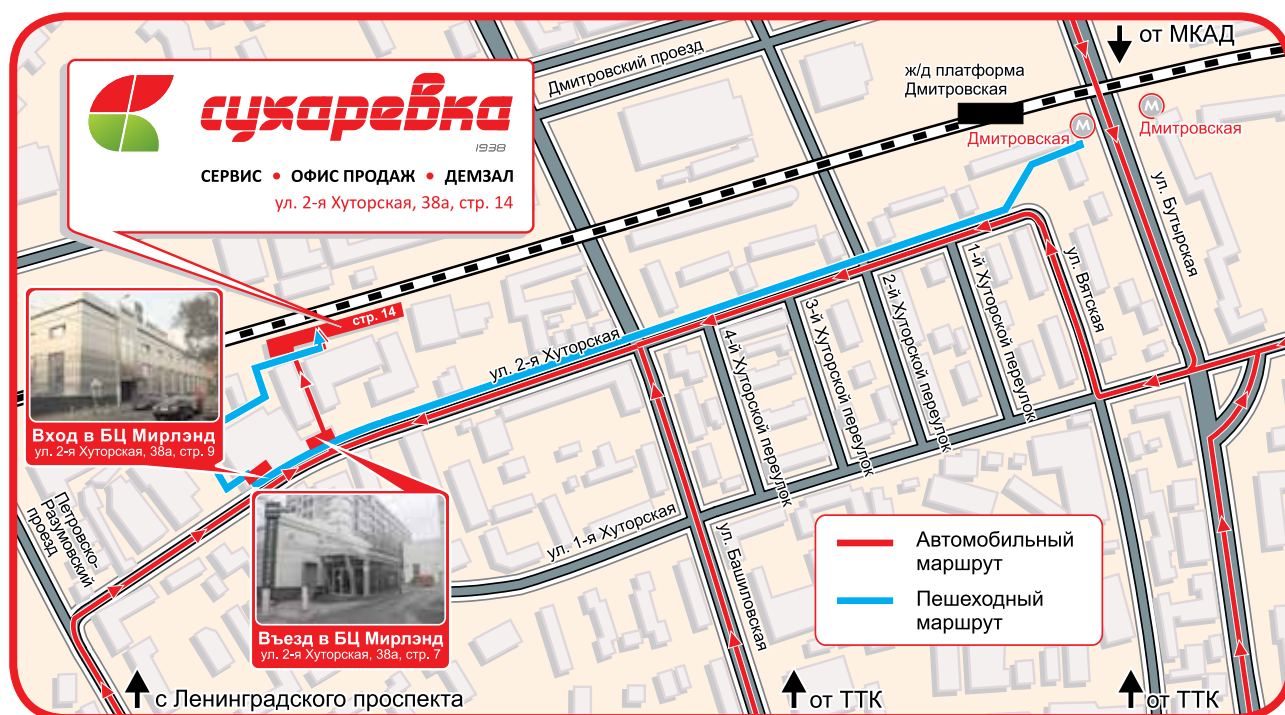 от МКАД
Дмитровский проезд
ж/д платформа
Дмитровская
М
Дмитровская
М
Дмитровская
сухаревка
1938
СЕРВИС • ОФИС ПРОДАЖ • ДЕМЗАЛ
ул. 2-я Хуторская, 38а, стр. 14
ул. Бутырская
ул. Вятская
1-й Хуторской переулок
2-й Хуторской переулок
3-й Хуторской переулок
4-й Хуторской переулок
стр. 14
ул. 2-я Хуторская
Вход в БЦ Мирлэнд
ул. 2-я Хуторская, 38а, стр. 9
Петровско-
Разумовский
проезд
ул. 1-я Хуторская
ул. Башиловская
Въезд в БЦ Мирлэнд
ул. 2-я Хуторская, 38а, стр. 7
Автомобильный
маршрут
Пешеходный
маршрут
с Ленинградского проспекта
от ТТК
от ТТК